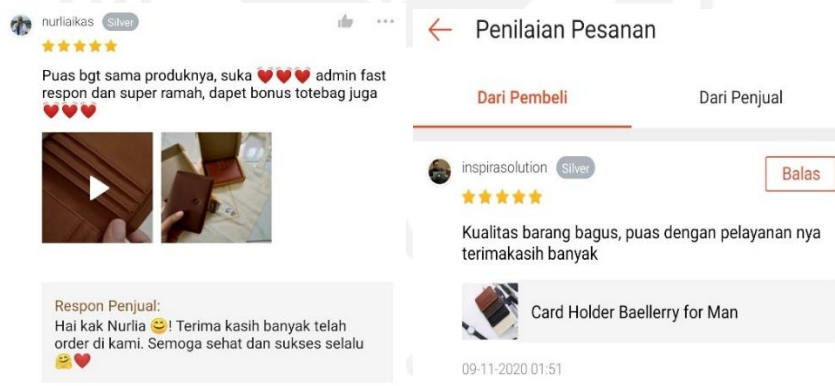 nurliaikas Silver
Puas bgt sama produknya, suka ❤❤❤ admin fast
respon dan super ramah, dapet bonus totebag juga
❤❤❤
Respon Penjual:
Hai kak Nurlia 😊! Terima kasih banyak telah
order di kami. Semoga sehat dan sukses selalu
🤗❤
Penilaian Pesanan
Dari Pembeli
Dari Penjual
inspirasolution Silver
Balas
Kualitas barang bagus, puas dengan pelayanan nya
terimakasih banyak
Card Holder Baellerry for Man
09-11-2020 01:51